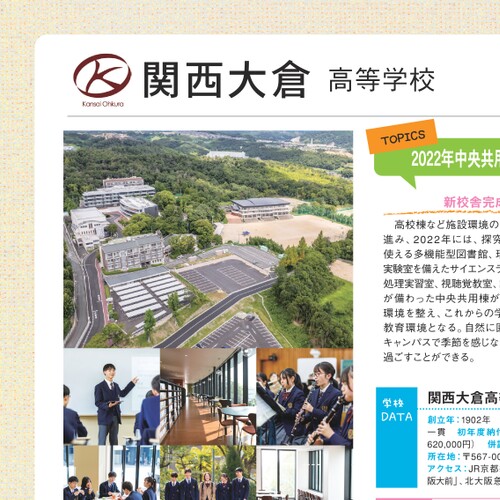 Kansai Ohkura
関西大倉 高等学校
TOPICS
2022年中央共用
新校舎完成
高校棟など施設環境の
進み、2022年には、探究
使える多機能型図書館、理
実験室を備えたサイエンスラ
処理実習室、視聴覚教室、
が備わった中央共用棟が
環境を整え、これからの学
教育環境となる。自然に囲
キャンパスで季節を感じな
過ごすことができる。
学校
DATA
関西大倉高
創立年：1902年
一貫 初年度納付
620,000円） 併設
所在地：〒567-00
アクセス：JR京都
阪大前」、北大阪急